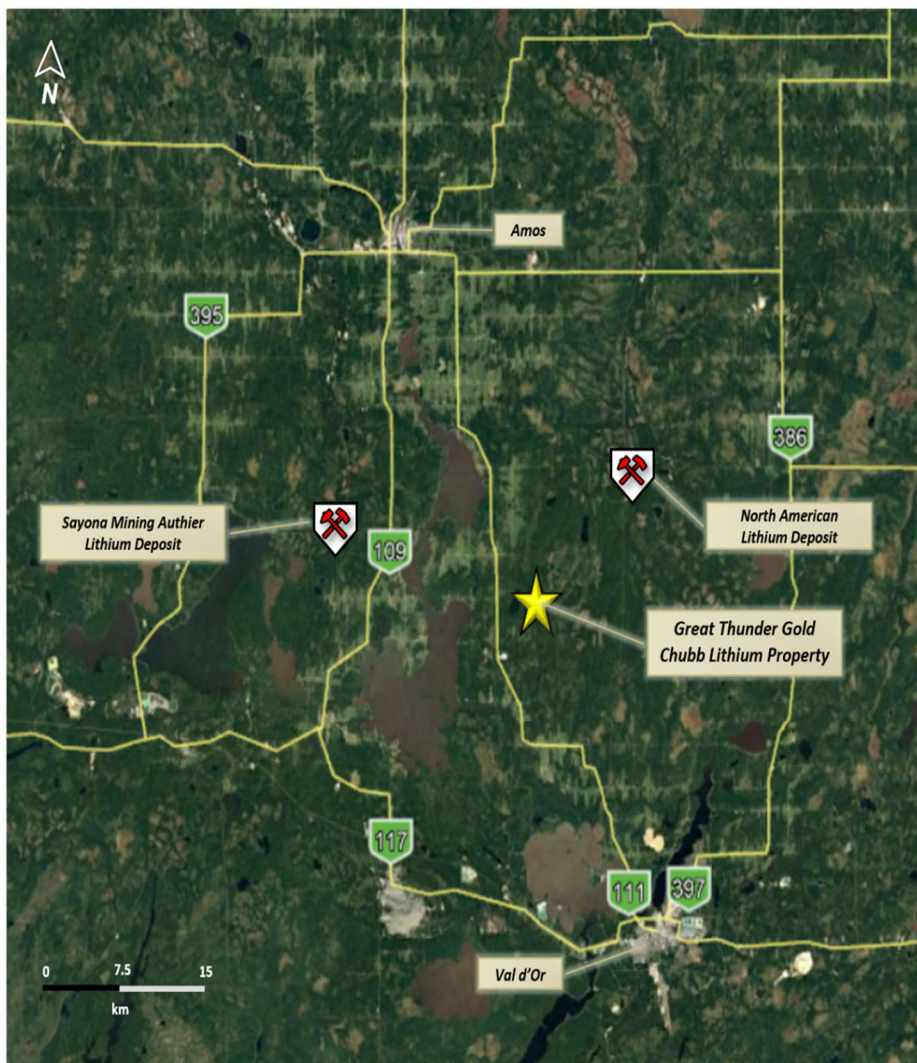 N
Amos
395
386
Sayona Mining Authier
Lithium Deposit
North American
Lithium Deposit
109
Great Thunder Gold
Chubb Lithium Property
117
111
397
Val d'Or
0 7.5 15
km